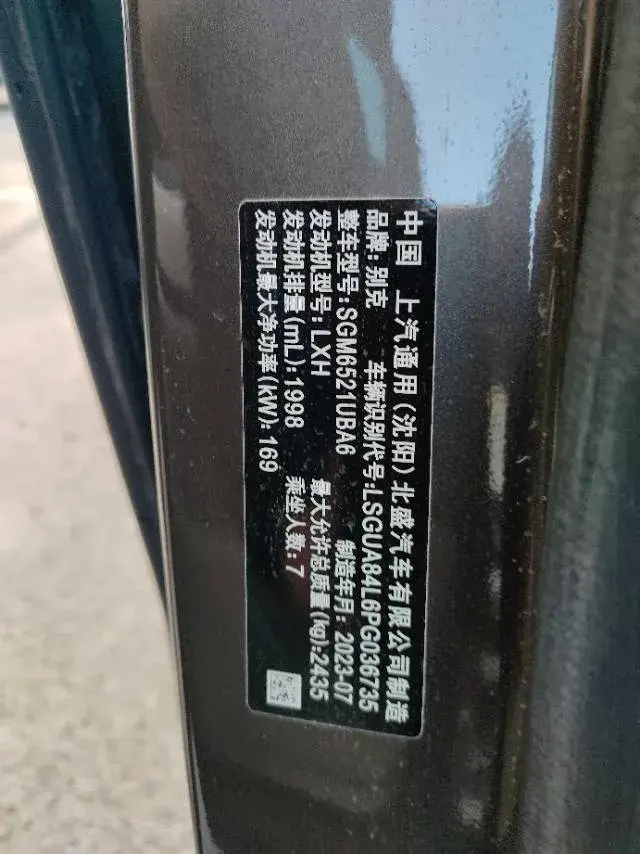 中国 上汽通用(沈阳)北盛汽车有限公司制造
品牌:别克 车辆识别代号:LSGUA84L6PG036735
整车型号:SGM6521UBA6 制造年月:2023-07
发动机型号:LXH 最大允许总质量(kg):2435
发动机排量(mL):1998 乘坐人数:7
发动机最大净功率(kW):169